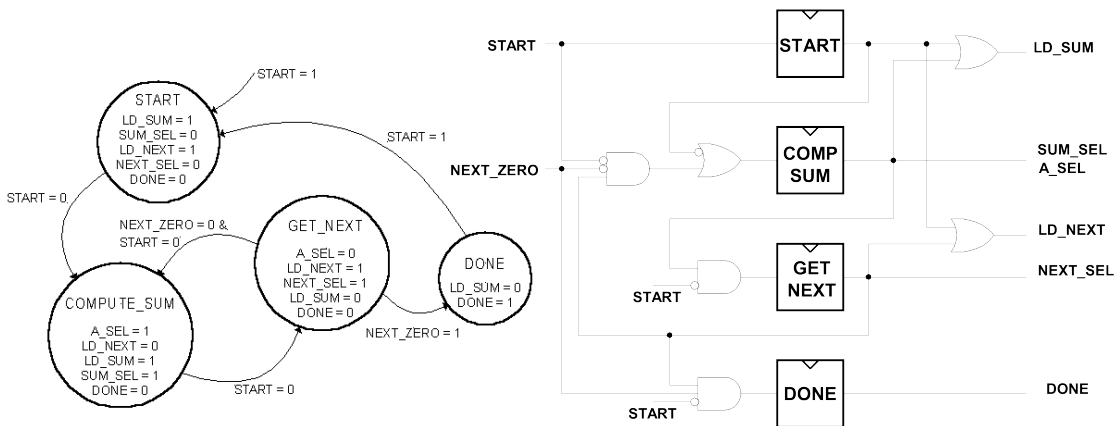 START = 1
START
LD_SUM = 1
SUM_SEL = 0
LD_NEXT = 1
NEXT_SEL = 0
DONE = 0
START = 1
START = 0
NEXT_ZERO = 0 &
START = 0
GET_NEXT
A_SEL = 0
LD_NEXT = 1
NEXT_SEL = 1
LD_SUM = 0
DONE = 0
DONE
LD_SUM = 0
DONE = 1
COMPUTE_SUM
A_SEL = 1
LD_NEXT = 0
LD_SUM = 1
SUM_SEL = 1
DONE = 0
NEXT_ZERO = 1
START = 0
START
START
LD_SUM
NEXT_ZERO
COMP
SUM
SUM_SEL
A_SEL
START
GET
NEXT
LD_NEXT
NEXT_SEL
START
DONE
DONE